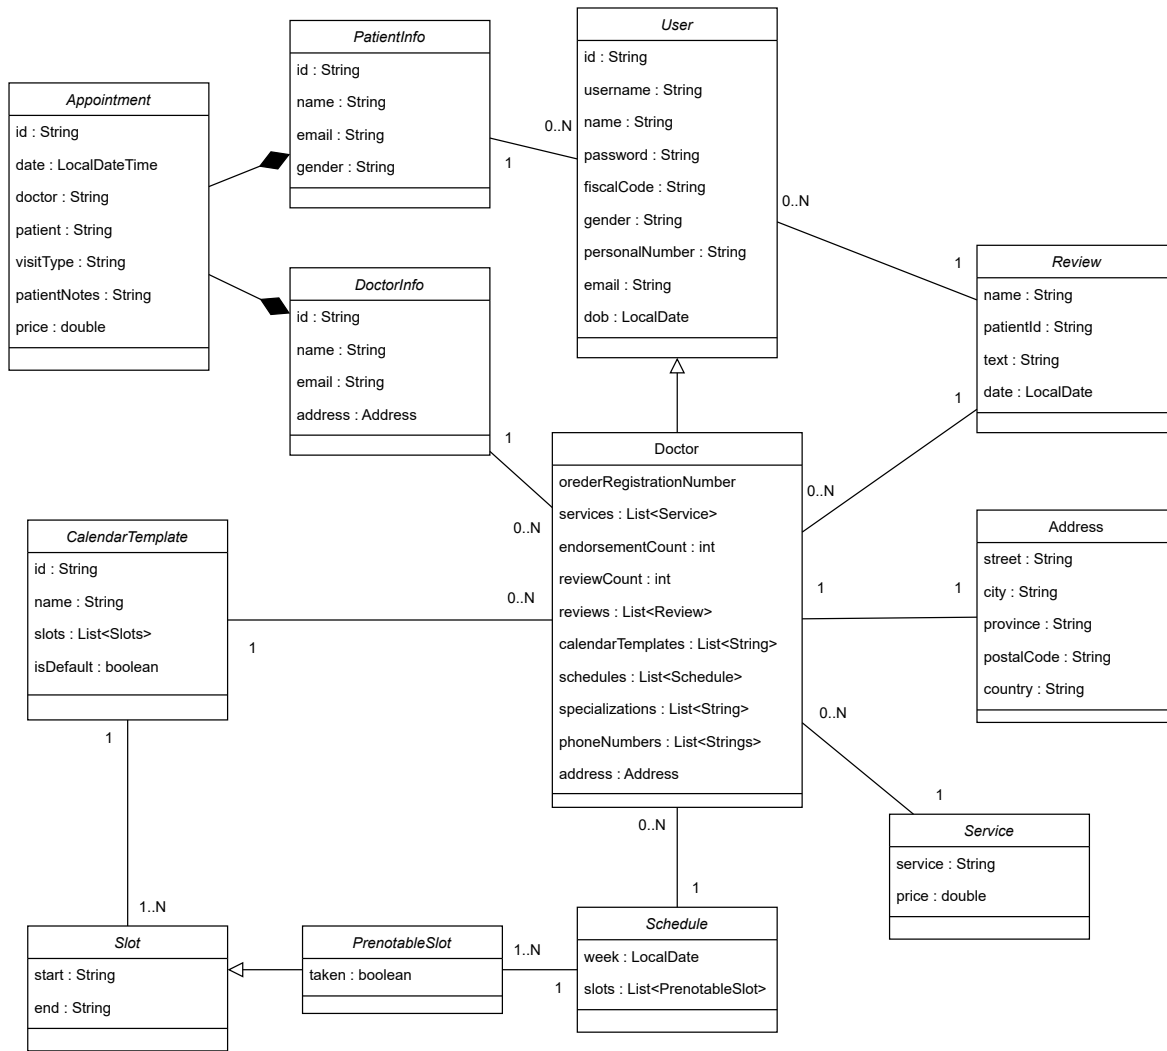 PatientInfo
id : String
name : String
email : String
gender : String
User
id : String
username : String
name : String
password : String
fiscalCode : String
gender : String
personalNumber : String
email : String
dob : LocalDate
Appointment
id : String
date : LocalDateTime
doctor : String
patient : String
visitType : String
patientNotes : String
price : double
0..N
1
0..N
1
Review
name : String
patientId : String
text : String
date : LocalDate
DoctorInfo
id : String
name : String
email : String
address : Address
1
0..N
1
0..N
Doctor
orederRegistrationNumber
services : List<Service>
endorsementCount : int
reviewCount : int
reviews : List<Review>
calendarTemplates : List<String>
schedules : List<Schedule>
specializations : List<String>
phoneNumbers : List<Strings>
address : Address
Address
street : String
city : String
province : String
postalCode : String
country : String
CalendarTemplate
id : String
name : String
slots : List<Slots>
isDefault : boolean
0..N
1
1
1
0..N
1
Service
service : String
price : double
1
1..N
0..N
1
Slot
start : String
end : String
PrenotableSlot
taken : boolean
1..N
1
Schedule
week : LocalDate
slots : List<PrenotableSlot>